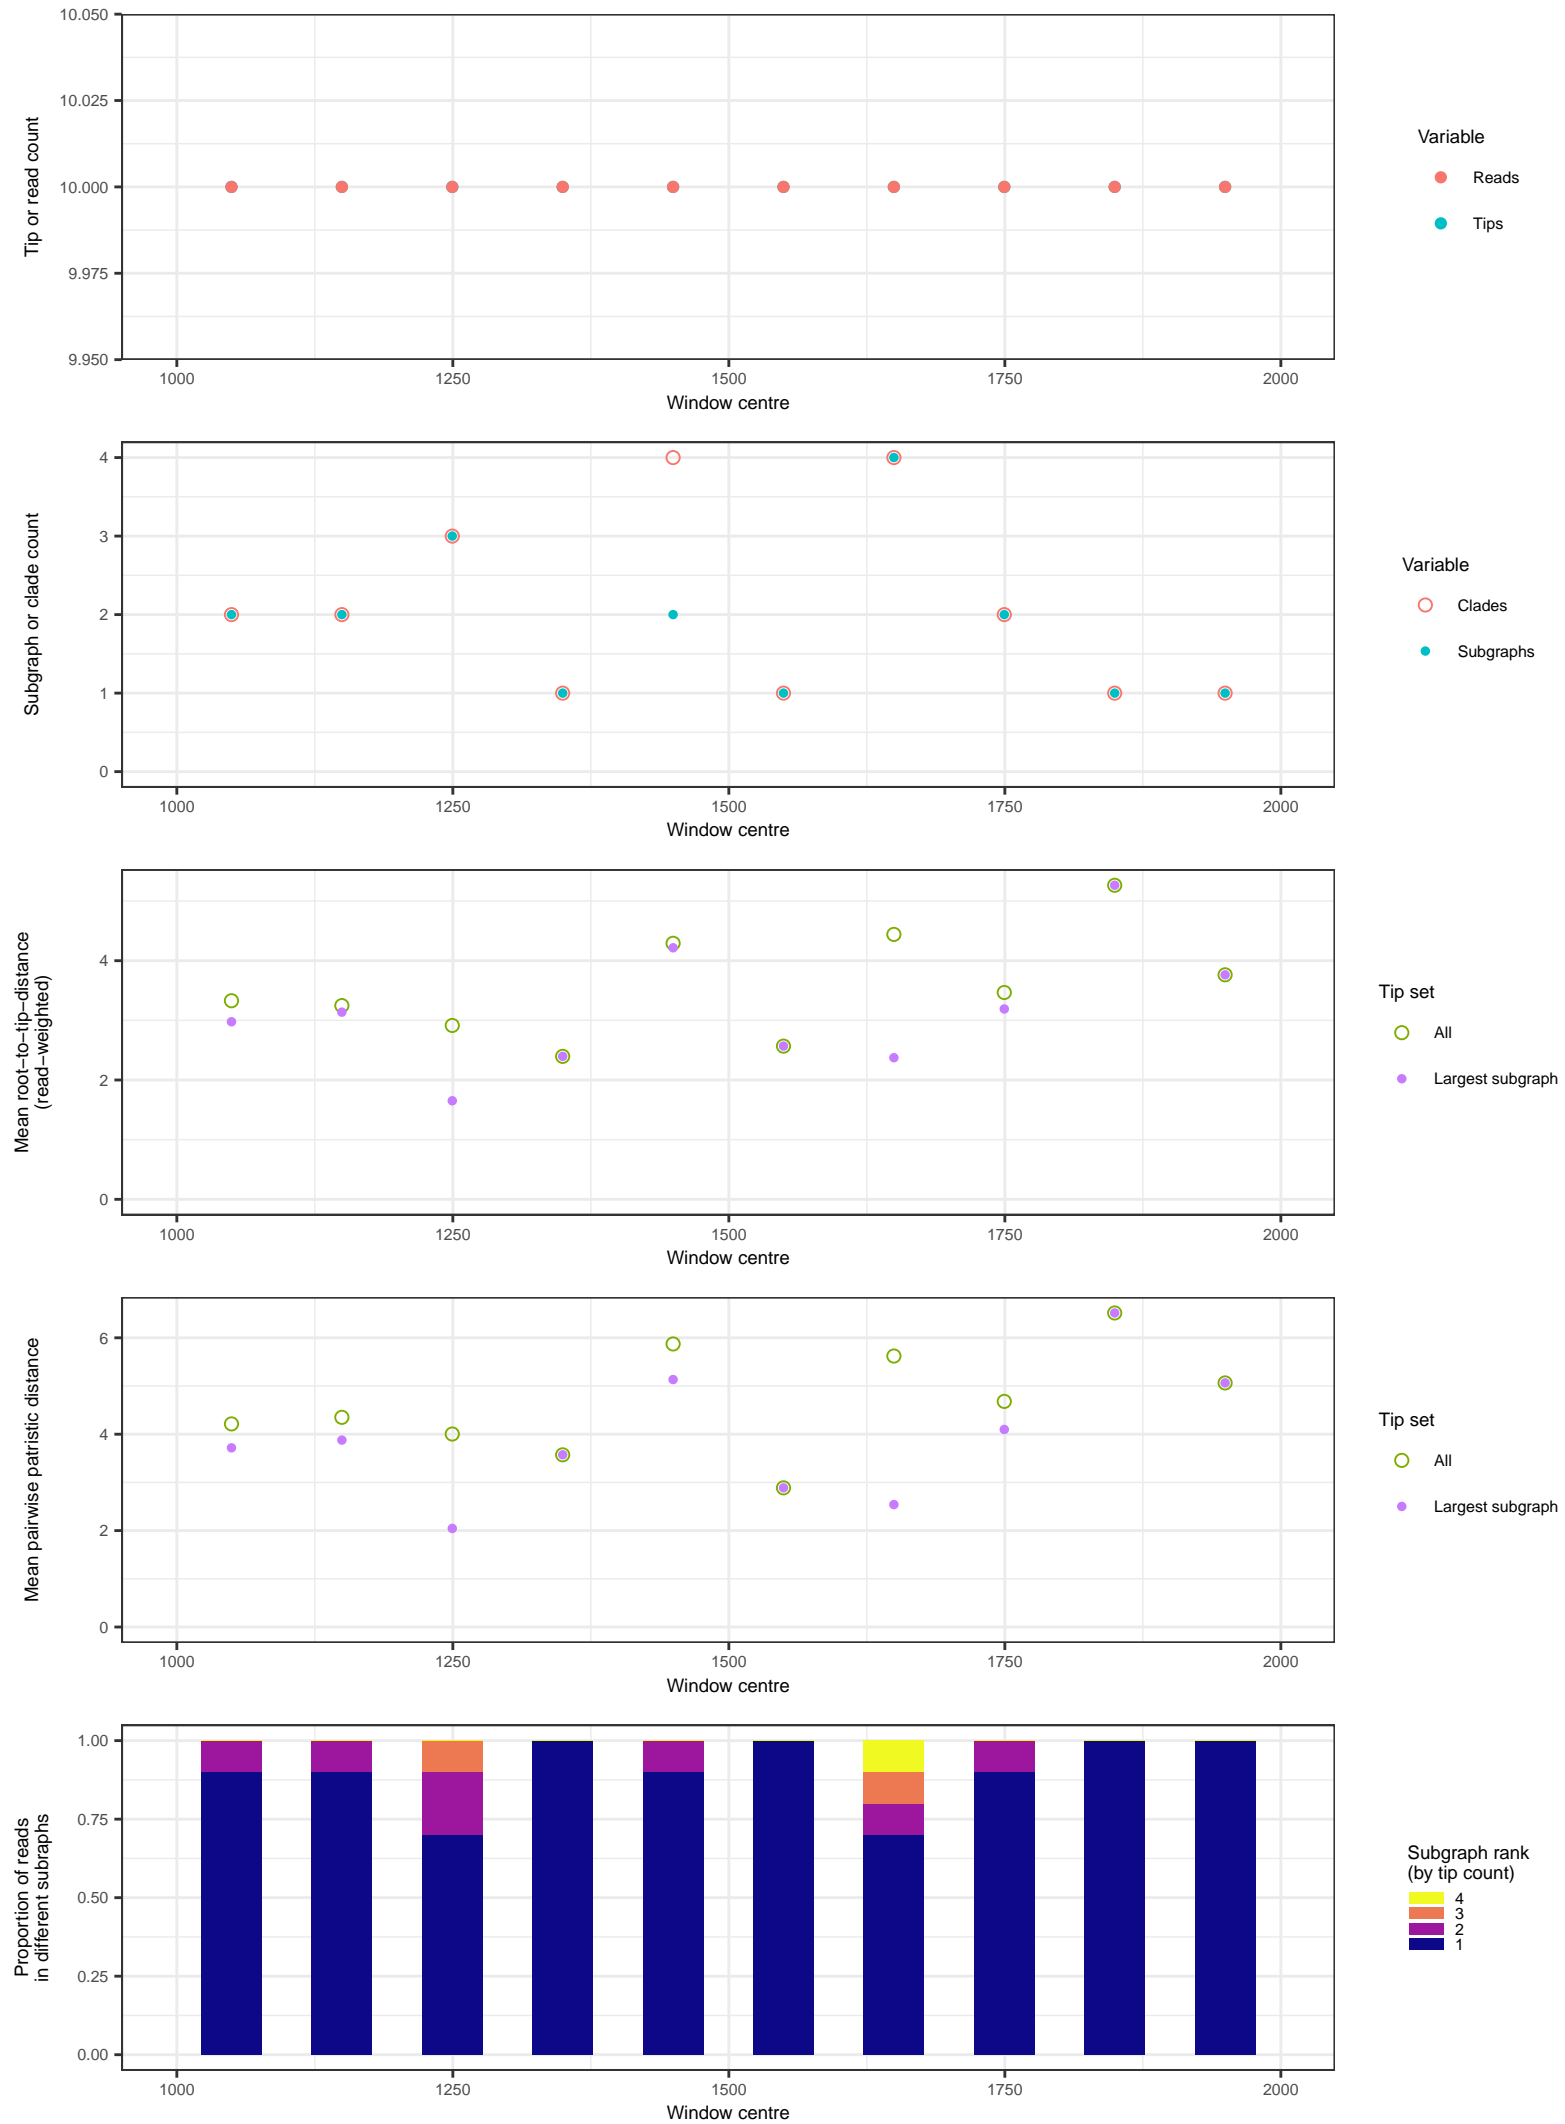 10.050
10.025
10.000
9.975
9.950
Tip or read count
1000 1250 1500 1750 2000
Window centre
Variable
Reads
Tips
4
3
2
1
0
Subgraph or clade count
1000 1250 1500 1750 2000
Window centre
Variable
Clades
Subgraphs
4
2
0
Mean root−to−tip−distance
(read−weighted)
1000 1250 1500 1750 2000
Window centre
Tip set
All
Largest subgraph
6
4
2
0
Mean pairwise patristic distance
1000 1250 1500 1750 2000
Window centre
Tip set
All
Largest subgraph
1.00
0.75
0.50
0.25
0.00
Proportion of reads
in different subraphs
1000 1250 1500 1750 2000
Window centre
Subgraph rank
(by tip count)
4
3
2
1